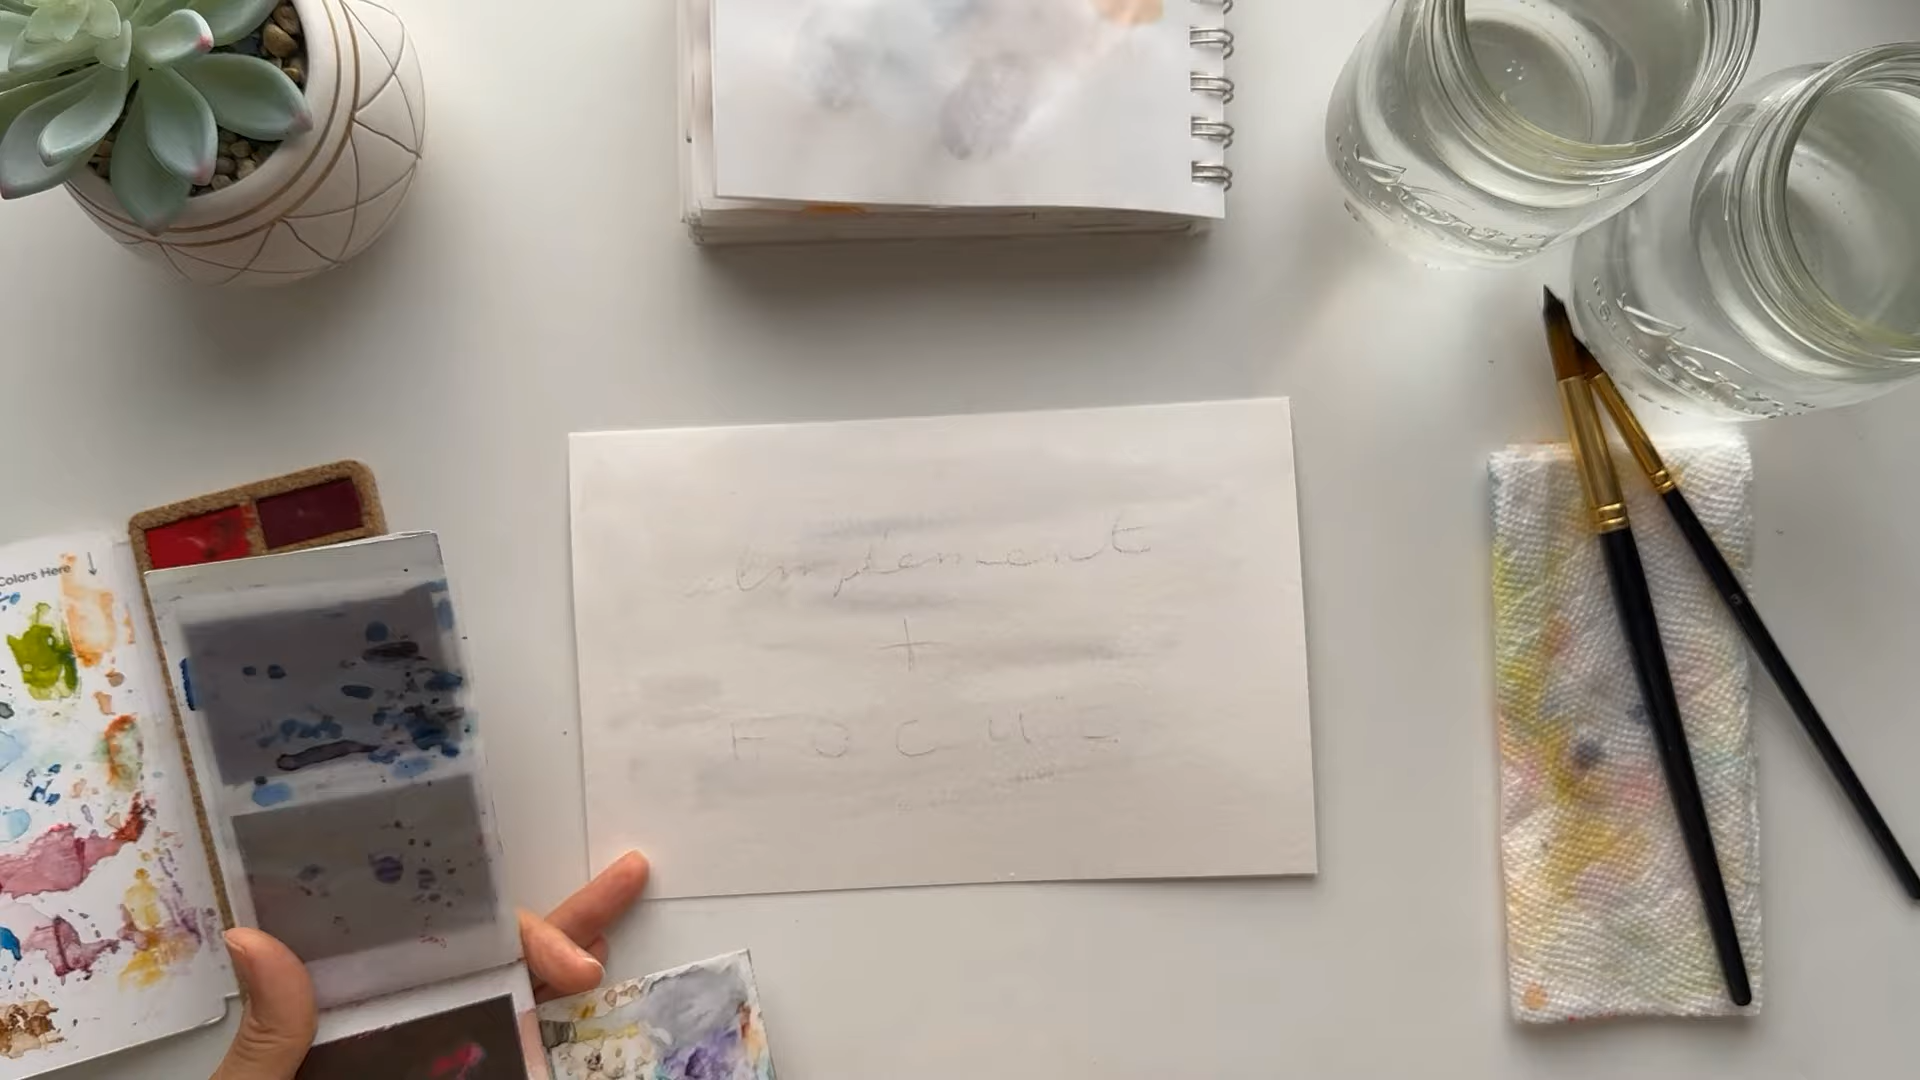 Colors Here ↓
Implement
+
FOCUS